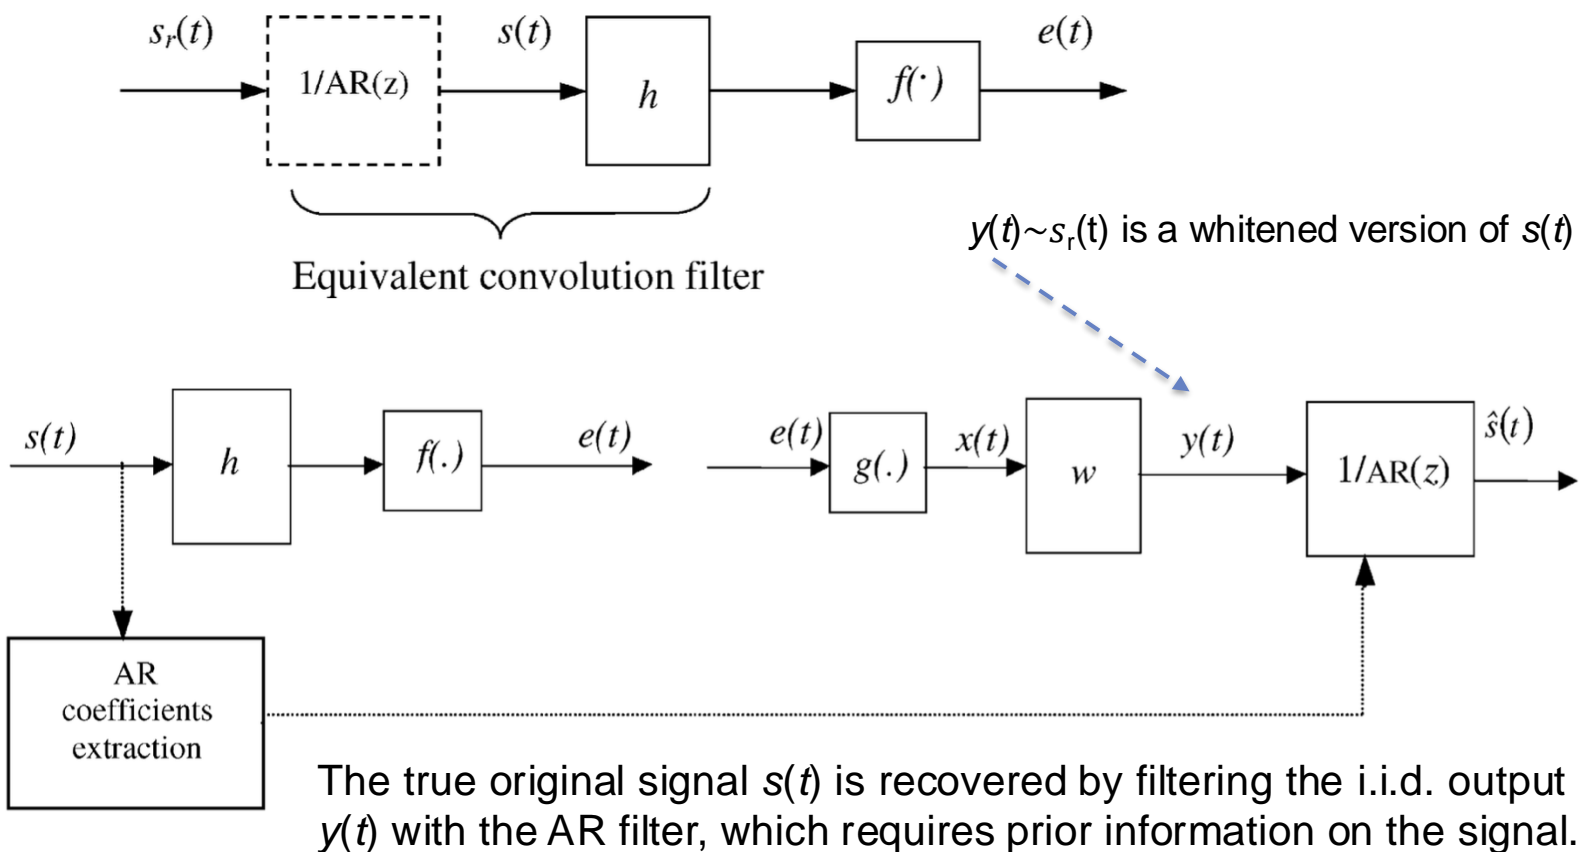 sᵣ(t)
1/AR(z)
s(t)
h
f(·)
e(t)
Equivalent convolution filter
y(t)~sᵣ(t) is a whitened version of s(t)
s(t)
h
f(.)
e(t)
e(t)
g(.)
x(t)
w
y(t)
1/AR(z)
ŝ(t)
AR
coefficients
extraction
The true original signal s(t) is recovered by filtering the i.i.d. output
y(t) with the AR filter, which requires prior information on the signal.